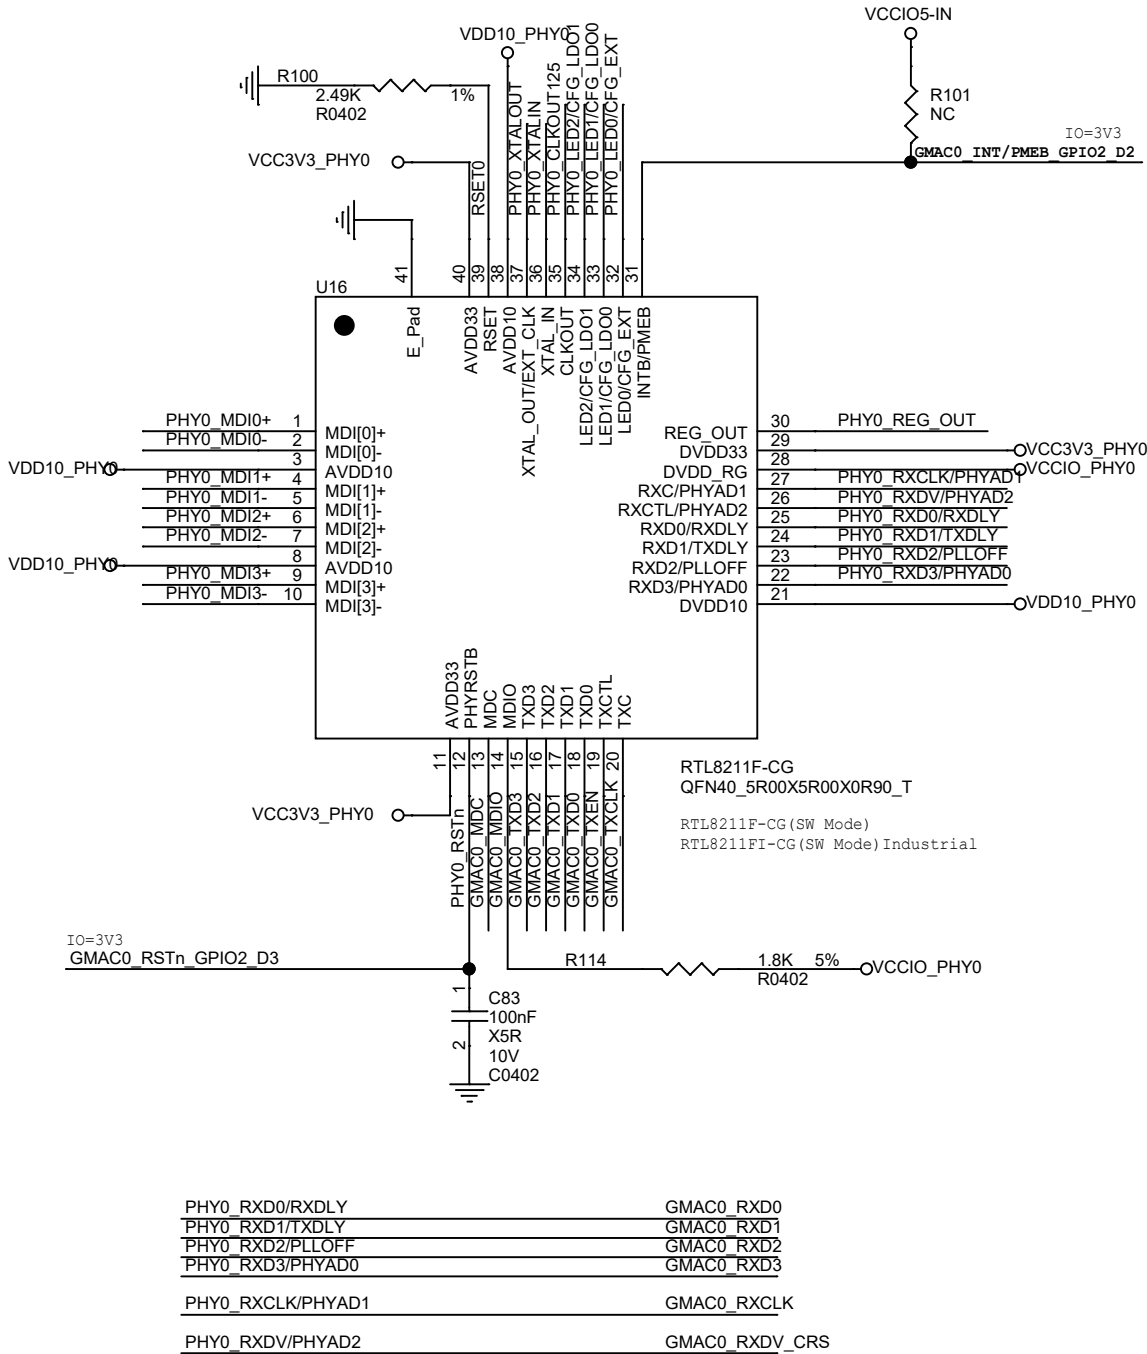 VCCIO5-IN
VDD10_PHY0
R100
2.49K
1%
R0402
R101
NC
IO=3V3
GMAC0_INT/PMEB_GPIO2_D2
VCC3V3_PHY0
RSET0
PHY0_XTALOUT
PHY0_XTALIN
PHY0_CLKOUT125
PHY0_LED2/CFG_LDO1
PHY0_LED1/CFG_LDO0
PHY0_LED0/CFG_EXT
41
40
39
38
37
36
35
34
33
32
31
U16
E_Pad
AVDD33
RSET
AVDD10
XTAL_OUT/EXT_CLK
XTAL_IN
CLKOUT
LED2/CFG_LDO1
LED1/CFG_LDO0
LED0/CFG_EXT
INTB/PMEB
PHY0_MDI0+ 1 MDI[0]+
PHY0_MDI0- 2 MDI[0]-
VDD10_PHY0 3 AVDD10
PHY0_MDI1+ 4 MDI[1]+
PHY0_MDI1- 5 MDI[1]-
PHY0_MDI2+ 6 MDI[2]+
PHY0_MDI2- 7 MDI[2]-
VDD10_PHY0 8 AVDD10
PHY0_MDI3+ 9 MDI[3]+
PHY0_MDI3- 10 MDI[3]-
REG_OUT 30 PHY0_REG_OUT
DVDD33 29 VCC3V3_PHY0
DVDD_RG 28 VCCIO_PHY0
RXC/PHYAD1 27 PHY0_RXCLK/PHYAD1
RXCTL/PHYAD2 26 PHY0_RXDV/PHYAD2
RXD0/RXDLY 25 PHY0_RXD0/RXDLY
RXD1/TXDLY 24 PHY0_RXD1/TXDLY
RXD2/PLLOFF 23 PHY0_RXD2/PLLOFF
RXD3/PHYAD0 22 PHY0_RXD3/PHYAD0
DVDD10 21 VDD10_PHY0
AVDD33
PHYRSTB
MDC
MDIO
TXD3
TXD2
TXD1
TXD0
TXCTL
TXC
11
12
13
14
15
16
17
18
19
20
RTL8211F-CG
QFN40_5R00X5R00X0R90_T
RTL8211F-CG(SW Mode)
RTL8211FI-CG(SW Mode)Industrial
VCC3V3_PHY0
PHY0_RSTn
GMAC0_MDC
GMAC0_MDIO
GMAC0_TXD3
GMAC0_TXD2
GMAC0_TXD1
GMAC0_TXD0
GMAC0_TXEN
GMAC0_TXCLK
IO=3V3
GMAC0_RSTn_GPIO2_D3
R114
1.8K 5%
R0402
VCCIO_PHY0
1
2
C83
100nF
X5R
10V
C0402
PHY0_RXD0/RXDLY GMAC0_RXD0
PHY0_RXD1/TXDLY GMAC0_RXD1
PHY0_RXD2/PLLOFF GMAC0_RXD2
PHY0_RXD3/PHYAD0 GMAC0_RXD3
PHY0_RXCLK/PHYAD1 GMAC0_RXCLK
PHY0_RXDV/PHYAD2 GMAC0_RXDV_CRS